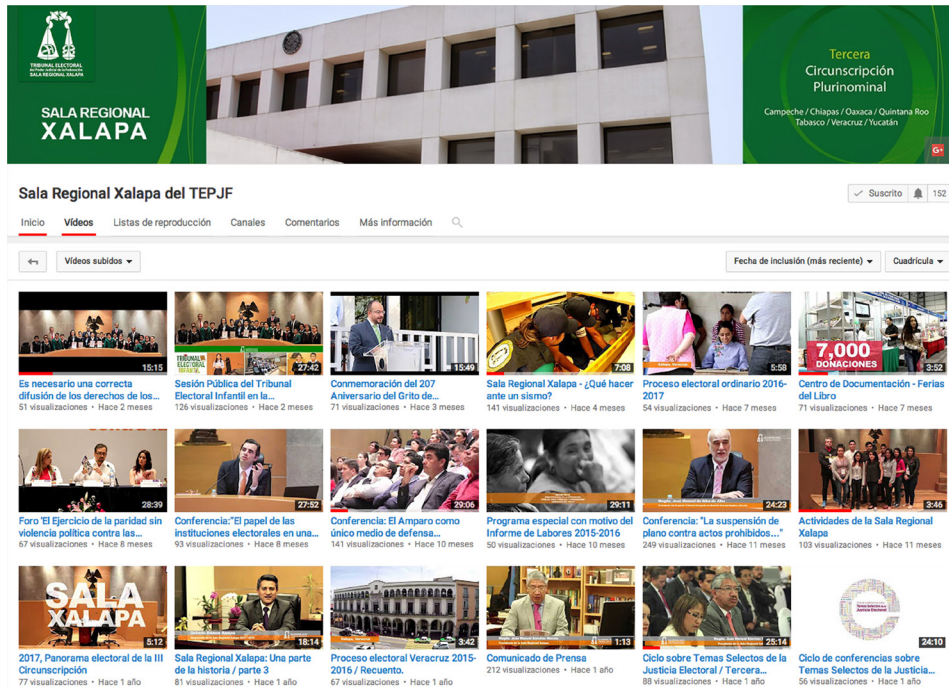 TRIBUNAL ELECTORAL
del Poder Judicial de la Federación
SALA REGIONAL XALAPA
SALA REGIONAL
XALAPA
Tercera
Circunscripción
Plurinominal
Campeche / Chiapas / Oaxaca / Quintana Roo
Tabasco / Veracruz / Yucatán
G+
Sala Regional Xalapa del TEPJF
Suscrito 152
Inicio Vídeos Listas de reproducción Canales Comentarios Más información
Vídeos subidos
Fecha de inclusión (más reciente) Cuadrícula
15:15
TRIBUNAL
ELECTORAL
INFANTIL
27:42
15:49
7:08
5:58
7,000
DONACIONES
3:52
Es necesario una correcta
difusión de los derechos de los...
51 visualizaciones • Hace 2 meses
Sesión Pública del Tribunal
Electoral Infantil en la...
126 visualizaciones • Hace 2 meses
Conmemoración del 207
Aniversario del Grito de...
71 visualizaciones • Hace 3 meses
Sala Regional Xalapa - ¿Qué hacer
ante un sismo?
141 visualizaciones • Hace 4 meses
Proceso electoral ordinario 2016-
2017
54 visualizaciones • Hace 7 meses
Centro de Documentación - Ferias
del Libro
71 visualizaciones • Hace 7 meses
28:39
27:52
29:06
29:11
24:23
3:46
Foro 'El Ejercicio de la paridad sin
violencia política contra las...
67 visualizaciones • Hace 8 meses
Conferencia:"El papel de las
instituciones electorales en una...
93 visualizaciones • Hace 8 meses
Conferencia: El Amparo como
único medio de defensa...
141 visualizaciones • Hace 10 meses
Programa especial con motivo del
Informe de Labores 2015-2016
50 visualizaciones • Hace 10 meses
Conferencia: "La suspensión de
plano contra actos prohibidos..."
249 visualizaciones • Hace 11 meses
Actividades de la Sala Regional
Xalapa
103 visualizaciones • Hace 11 meses
SALA
XALAPA
5:12
18:14
3:42
1:13
25:14
Temas Selectos de la
Justicia Electoral
24:10
2017, Panorama electoral de la III
Circunscripción
77 visualizaciones • Hace 1 año
Sala Regional Xalapa: Una parte
de la historia / parte 3
81 visualizaciones • Hace 1 año
Proceso electoral Veracruz 2015-
2016 / Recuento.
67 visualizaciones • Hace 1 año
Comunicado de Prensa
212 visualizaciones • Hace 1 año
Ciclo sobre Temas Selectos de la
Justicia Electoral / Tercera...
88 visualizaciones • Hace 1 año
Ciclo de conferencias sobre
Temas Selectos de la Justicia...
56 visualizaciones • Hace 1 año